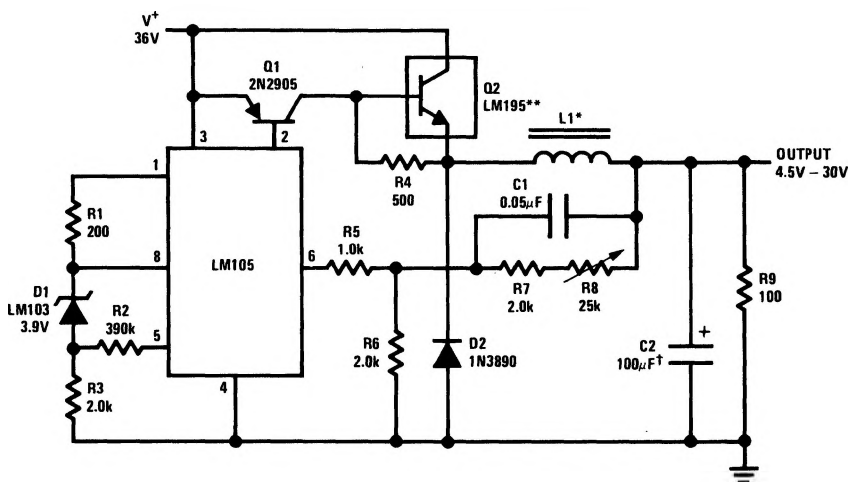 V+
36V
Q1
2N2905
Q2
LM195**
L1*
OUTPUT
4.5V – 30V
3
2
1
R4
500
C1
0.05μF
R1
200
8
LM105
6
R5
1.0k
R7
2.0k
R8
25k
R9
100
D1
LM103
3.9V
R2
390k
5
R6
2.0k
D2
1N3890
C2
100μF†
+
R3
2.0k
4